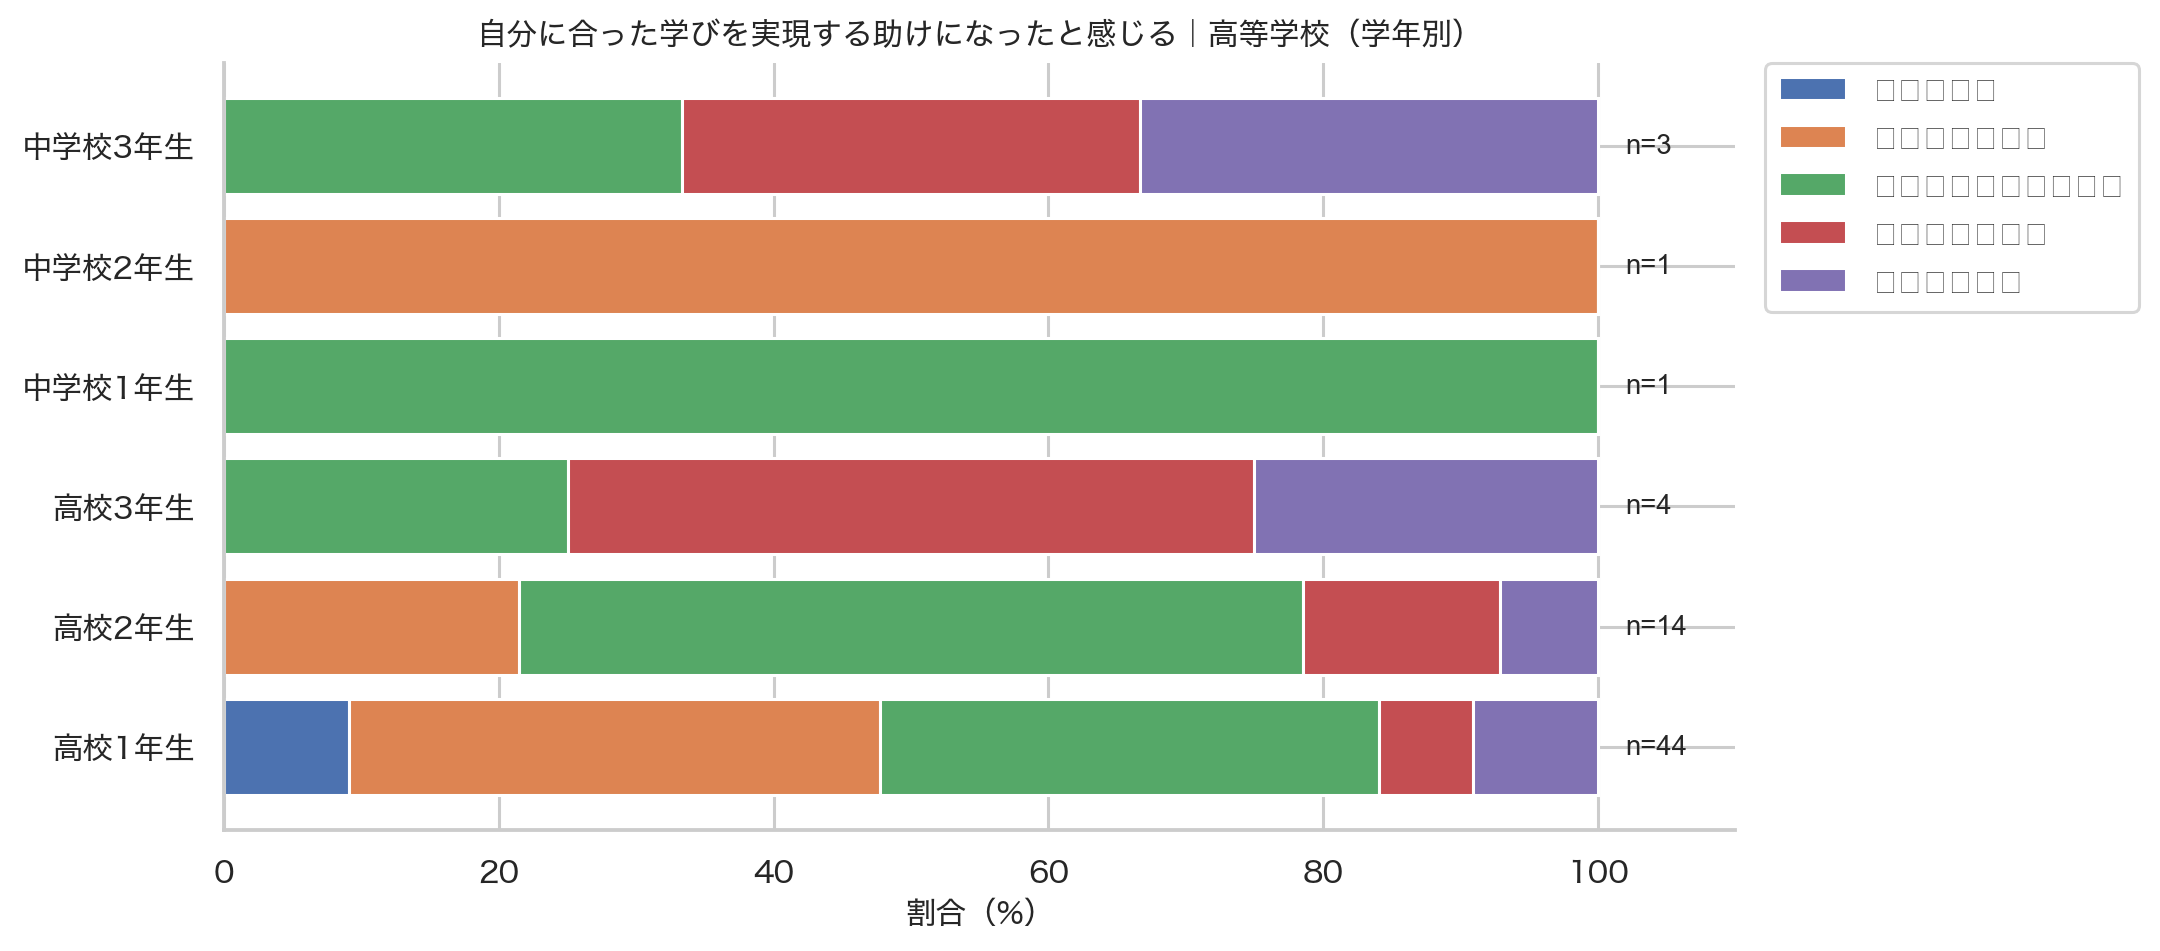 自分に合った学びを実現する助けになったと感じる｜高等学校（学年別）
中学校3年生
n=3
中学校2年生
n=1
中学校1年生
n=1
高校3年生
n=4
高校2年生
n=14
高校1年生
n=44
0 20 40 60 80 100
割合（%）